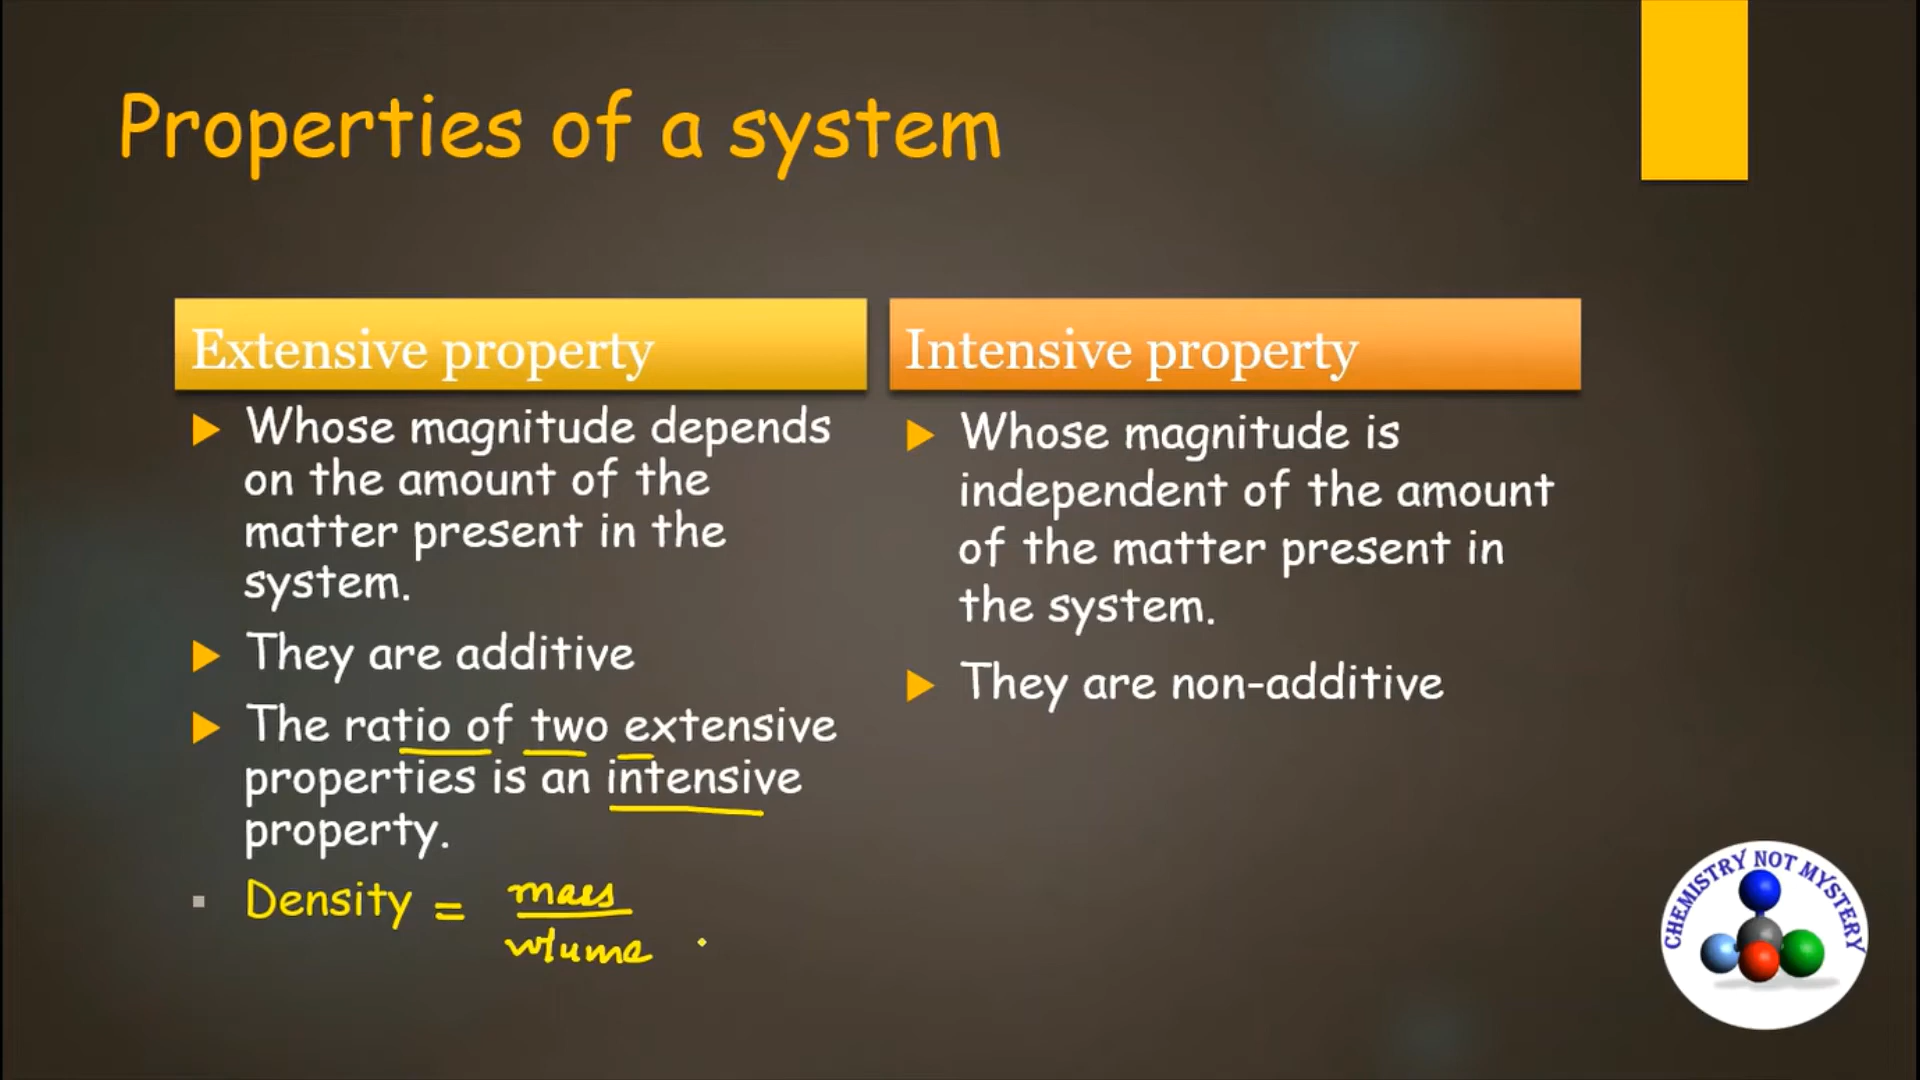 Properties of a system
Extensive property
Whose magnitude depends
on the amount of the
matter present in the
system.
They are additive
The ratio of two extensive
properties is an intensive
property.
Density = mass
volume
Intensive property
Whose magnitude is
independent of the amount
of the matter present in
the system.
They are non-additive
CHEMISTRY NOT MYSTERY